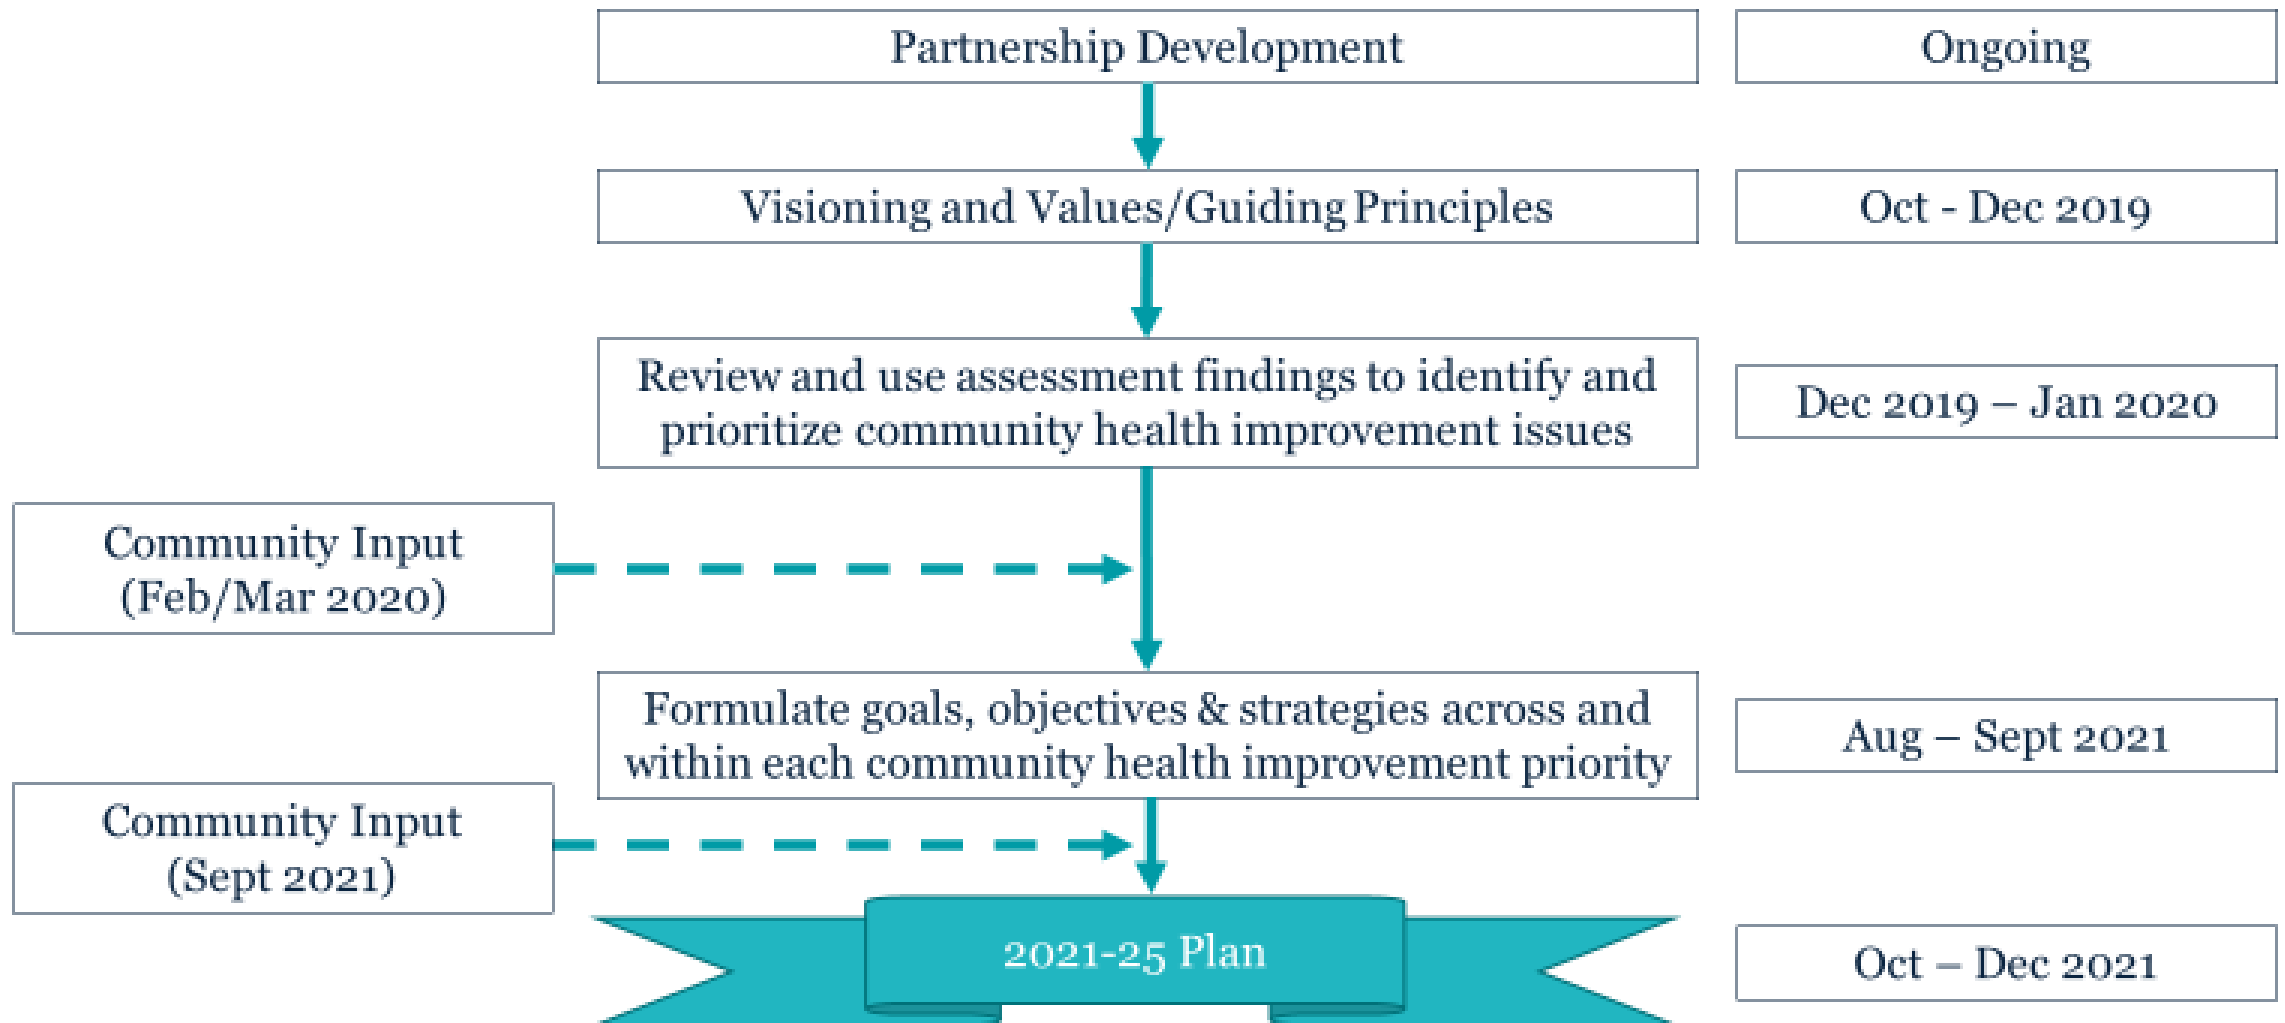 Partnership Development
Ongoing
Visioning and Values/Guiding Principles
Oct - Dec 2019
Review and use assessment findings to identify and
prioritize community health improvement issues
Dec 2019 – Jan 2020
Community Input
(Feb/Mar 2020)
Formulate goals, objectives & strategies across and
within each community health improvement priority
Aug – Sept 2021
Community Input
(Sept 2021)
2021-25 Plan
Oct – Dec 2021